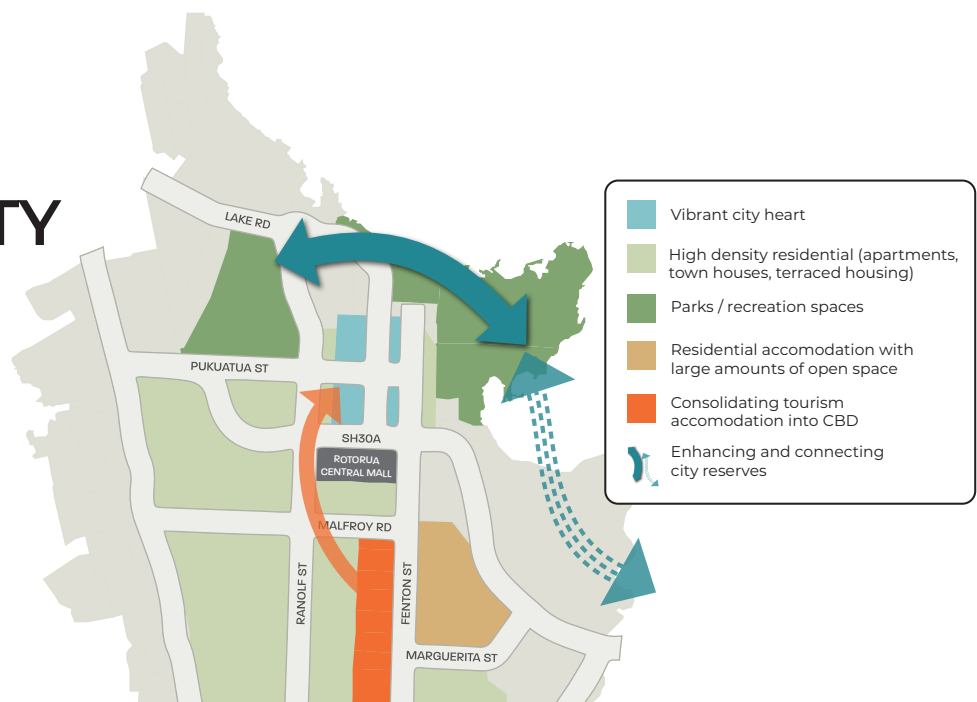 TY
LAKE RD
PUKUATUA ST
SH30A
ROTORUA
CENTRAL MALL
MALFROY RD
RANOLF ST
FENTON ST
MARGUERITA ST
Vibrant city heart
High density residential (apartments,
town houses, terraced housing)
Parks / recreation spaces
Residential accomodation with
large amounts of open space
Consolidating tourism
accomodation into CBD
Enhancing and connecting
city reserves